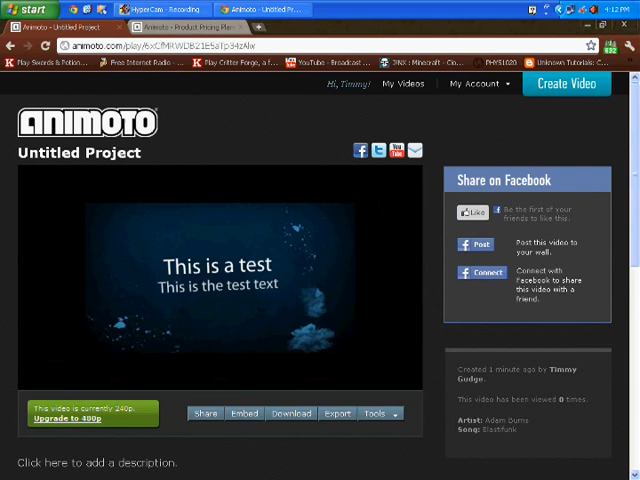 start
HyperCam - Recording
Animoto - Untitled Pr...
4:12 PM
Animoto - Untitled Project
Animoto - Product Pricing Plans
animoto.com/play/6xCfMRWDB21E5aTp34zAlw
Play Swords & Potion...
Free Internet Radio - ...
Play Critter Forge, a f...
YouTube - Broadcast ...
JINX : Minecraft - Clo...
PHYS1020
Unknown Tutorials: C...
Hi, Timmy!
My Videos
My Account
Create Video
ANIMOTO
Untitled Project
This is a test
This is the test text
Share on Facebook
Like
Be the first of your
friends to like this.
Post
Post this video to
your wall.
Connect
Connect with
Facebook to share
this video with a
friend.
This video is currently 240p.
Upgrade to 480p
Share
Embed
Download
Export
Tools
Created 1 minute ago by Timmy
Gudge.
This video has been viewed 0 times.
Artist: Adam Burns
Song: Elastifunk
Click here to add a description.